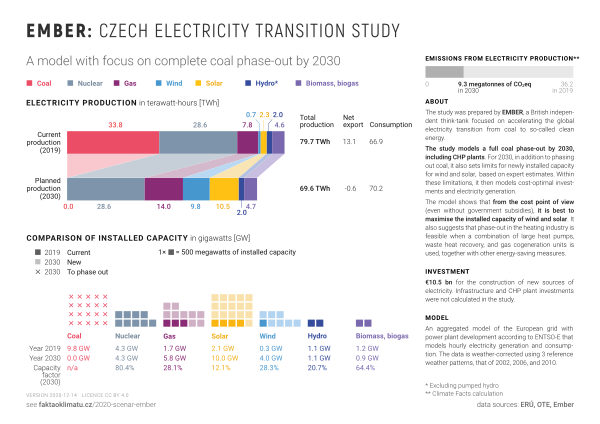 EMBER: CZECH ELECTRICITY TRANSITION STUDY
A model with focus on complete coal phase-out by 2030
Coal Nuclear Gas Wind Solar Hydro* Biomass, biogas
ELECTRICITY PRODUCTION in terawatt-hours [TWh]
33.8 28.6 7.8 0.7 2.3 2.0 4.6
Total production Net export Consumption
Current production (2019)
79.7 TWh 13.1 66.9
Planned production (2030)
69.6 TWh -0.6 70.2
0.0 28.6 14.0 9.8 10.5 2.0 4.7
COMPARISON OF INSTALLED CAPACITY in gigawatts [GW]
2019 Current
2030 New
× 2030 To phase out
1× ■ = 500 megawatts of installed capacity
Coal Nuclear Gas Solar Wind Hydro Biomass, biogas
Year 2019 9.8 GW 4.3 GW 1.7 GW 2.1 GW 0.3 GW 1.1 GW 1.2 GW
Year 2030 0.0 GW 4.3 GW 5.8 GW 10.0 GW 4.0 GW 1.1 GW 0.9 GW
Capacity factor (2030) n/a 80.4% 28.1% 12.1% 28.3% 20.7% 64.4%
VERSION 2020-12-14 · LICENCE CC BY 4.0
see faktaoklimatu.cz/2020-scenar-ember
EMISSIONS FROM ELECTRICITY PRODUCTION**
0 9.3 megatonnes of CO₂eq 36.2
in 2030 in 2019
ABOUT
The study was prepared by EMBER, a British independent think-tank focused on accelerating the global
electricity transition from coal to so-called clean
energy.
The study models a full coal phase-out by 2030,
including CHP plants. For 2030, in addition to phasing
out coal, it also sets limits for newly installed capacity
for wind and solar, based on expert estimates. Within
these limitations, it then models cost-optimal investments and electricity generation.
The model shows that from the cost point of view
(even without government subsidies), it is best to
maximise the installed capacity of wind and solar. It
also suggests that phase-out in the heating industry is
feasible when a combination of large heat pumps,
waste heat recovery, and gas cogeneration units is
used, together with other energy-saving measures.
INVESTMENT
€10.5 bn for the construction of new sources of
electricity. Infrastructure and CHP plant investments
were not calculated in the study.
MODEL
An aggregated model of the European grid with
power plant development according to ENTSO-E that
models hourly electricity generation and consumption. The data is weather-corrected using 3 reference
weather patterns, that of 2002, 2006, and 2010.
* Excluding pumped hydro
** Climate Facts calculation
data sources: ERÚ, OTE, Ember